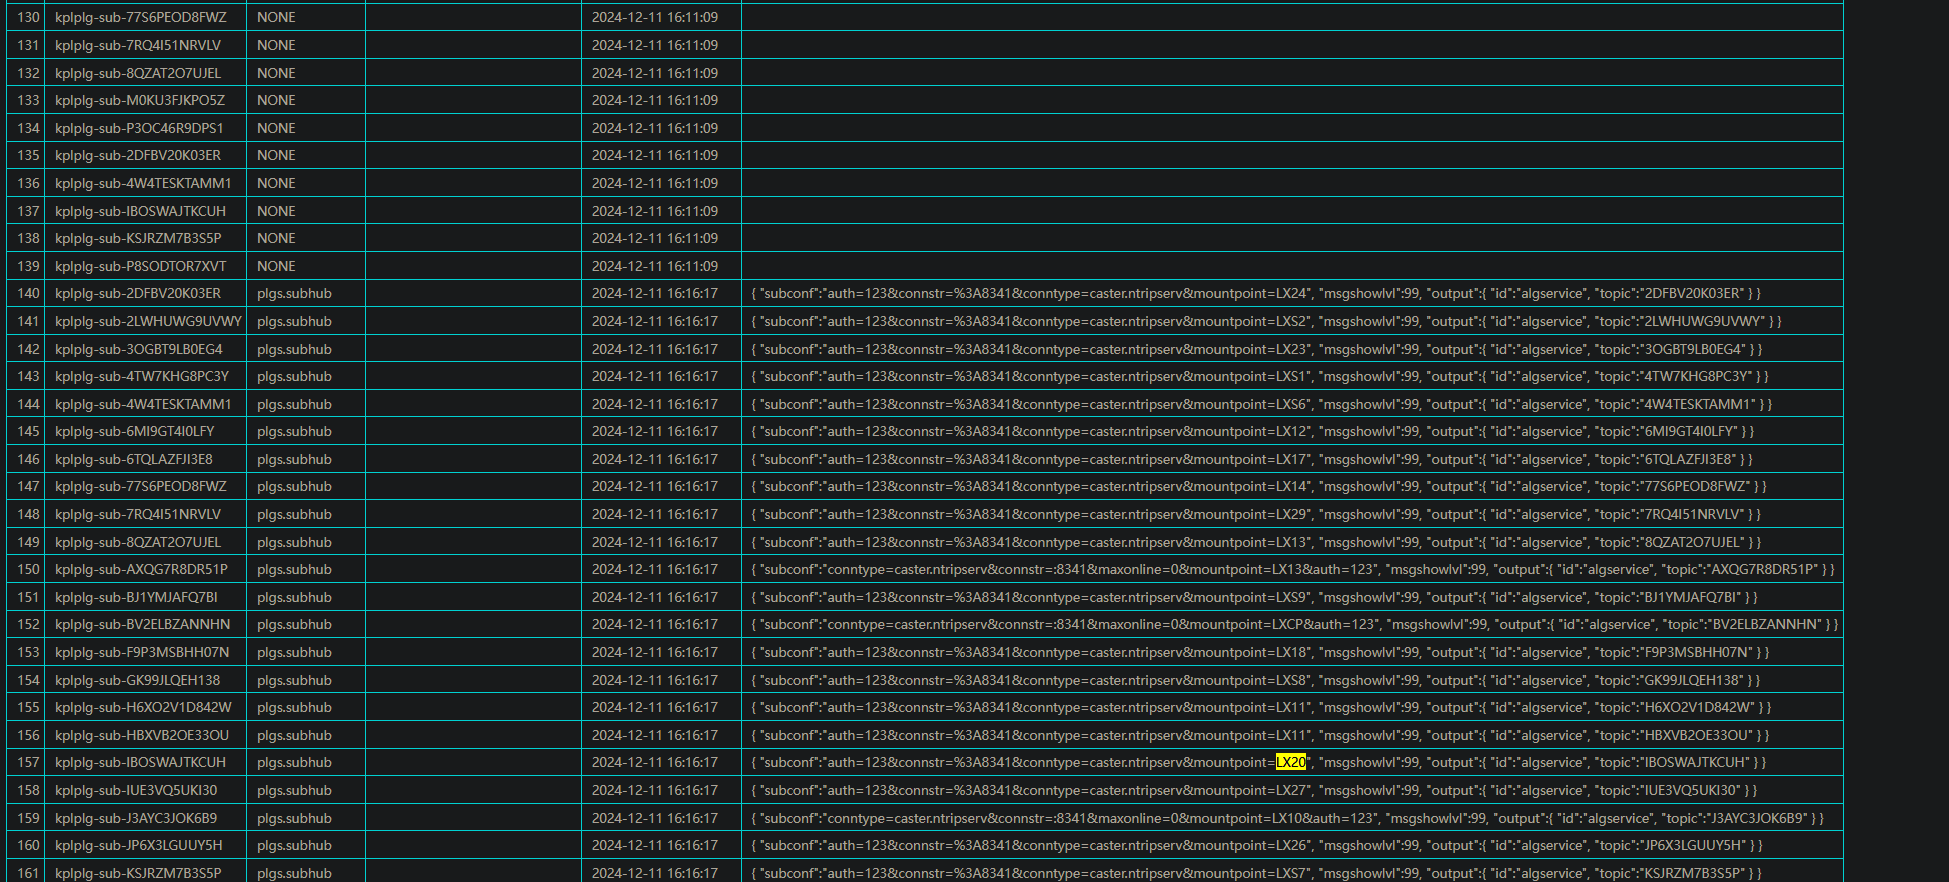 130 kplplg-sub-77S6PEOD8FWZ NONE 2024-12-11 16:11:09
131 kplplg-sub-7RQ4I51NRVLV NONE 2024-12-11 16:11:09
132 kplplg-sub-8QZAT2O7UJEL NONE 2024-12-11 16:11:09
133 kplplg-sub-M0KU3FJKPO5Z NONE 2024-12-11 16:11:09
134 kplplg-sub-P3OC46R9DPS1 NONE 2024-12-11 16:11:09
135 kplplg-sub-2DFBV20K03ER NONE 2024-12-11 16:11:09
136 kplplg-sub-4W4TESKTAMM1 NONE 2024-12-11 16:11:09
137 kplplg-sub-IBOSWAJTKCUH NONE 2024-12-11 16:11:09
138 kplplg-sub-KSJRZM7B3S5P NONE 2024-12-11 16:11:09
139 kplplg-sub-P8SODTOR7XVT NONE 2024-12-11 16:11:09
140 kplplg-sub-2DFBV20K03ER plgs.subhub 2024-12-11 16:16:17 { "subconf":"auth=123&connstr=%3A8341&conntype=caster.ntripserv&mountpoint=LX24", "msgshowlvl":99, "output":{ "id":"algservice", "topic":"2DFBV20K03ER" } }
141 kplplg-sub-2LWHUWG9UVWY plgs.subhub 2024-12-11 16:16:17 { "subconf":"auth=123&connstr=%3A8341&conntype=caster.ntripserv&mountpoint=LXS2", "msgshowlvl":99, "output":{ "id":"algservice", "topic":"2LWHUWG9UVWY" } }
142 kplplg-sub-3OGBT9LB0EG4 plgs.subhub 2024-12-11 16:16:17 { "subconf":"auth=123&connstr=%3A8341&conntype=caster.ntripserv&mountpoint=LX23", "msgshowlvl":99, "output":{ "id":"algservice", "topic":"3OGBT9LB0EG4" } }
143 kplplg-sub-4TW7KHG8PC3Y plgs.subhub 2024-12-11 16:16:17 { "subconf":"auth=123&connstr=%3A8341&conntype=caster.ntripserv&mountpoint=LXS1", "msgshowlvl":99, "output":{ "id":"algservice", "topic":"4TW7KHG8PC3Y" } }
144 kplplg-sub-4W4TESKTAMM1 plgs.subhub 2024-12-11 16:16:17 { "subconf":"auth=123&connstr=%3A8341&conntype=caster.ntripserv&mountpoint=LXS6", "msgshowlvl":99, "output":{ "id":"algservice", "topic":"4W4TESKTAMM1" } }
145 kplplg-sub-6MI9GT4I0LFY plgs.subhub 2024-12-11 16:16:17 { "subconf":"auth=123&connstr=%3A8341&conntype=caster.ntripserv&mountpoint=LX12", "msgshowlvl":99, "output":{ "id":"algservice", "topic":"6MI9GT4I0LFY" } }
146 kplplg-sub-6TQLAZFJI3E8 plgs.subhub 2024-12-11 16:16:17 { "subconf":"auth=123&connstr=%3A8341&conntype=caster.ntripserv&mountpoint=LX17", "msgshowlvl":99, "output":{ "id":"algservice", "topic":"6TQLAZFJI3E8" } }
147 kplplg-sub-77S6PEOD8FWZ plgs.subhub 2024-12-11 16:16:17 { "subconf":"auth=123&connstr=%3A8341&conntype=caster.ntripserv&mountpoint=LX14", "msgshowlvl":99, "output":{ "id":"algservice", "topic":"77S6PEOD8FWZ" } }
148 kplplg-sub-7RQ4I51NRVLV plgs.subhub 2024-12-11 16:16:17 { "subconf":"auth=123&connstr=%3A8341&conntype=caster.ntripserv&mountpoint=LX29", "msgshowlvl":99, "output":{ "id":"algservice", "topic":"7RQ4I51NRVLV" } }
149 kplplg-sub-8QZAT2O7UJEL plgs.subhub 2024-12-11 16:16:17 { "subconf":"auth=123&connstr=%3A8341&conntype=caster.ntripserv&mountpoint=LX13", "msgshowlvl":99, "output":{ "id":"algservice", "topic":"8QZAT2O7UJEL" } }
150 kplplg-sub-AXQG7R8DR51P plgs.subhub 2024-12-11 16:16:17 { "subconf":"conntype=caster.ntripserv&connstr=:8341&maxonline=0&mountpoint=LX13&auth=123", "msgshowlvl":99, "output":{ "id":"algservice", "topic":"AXQG7R8DR51P" } }
151 kplplg-sub-BJ1YMJAFQ7BI plgs.subhub 2024-12-11 16:16:17 { "subconf":"auth=123&connstr=%3A8341&conntype=caster.ntripserv&mountpoint=LXS9", "msgshowlvl":99, "output":{ "id":"algservice", "topic":"BJ1YMJAFQ7BI" } }
152 kplplg-sub-BV2ELBZANNHN plgs.subhub 2024-12-11 16:16:17 { "subconf":"conntype=caster.ntripserv&connstr=:8341&maxonline=0&mountpoint=LXCP&auth=123", "msgshowlvl":99, "output":{ "id":"algservice", "topic":"BV2ELBZANNHN" } }
153 kplplg-sub-F9P3MSBHH07N plgs.subhub 2024-12-11 16:16:17 { "subconf":"auth=123&connstr=%3A8341&conntype=caster.ntripserv&mountpoint=LX18", "msgshowlvl":99, "output":{ "id":"algservice", "topic":"F9P3MSBHH07N" } }
154 kplplg-sub-GK99JLQEH138 plgs.subhub 2024-12-11 16:16:17 { "subconf":"auth=123&connstr=%3A8341&conntype=caster.ntripserv&mountpoint=LXS8", "msgshowlvl":99, "output":{ "id":"algservice", "topic":"GK99JLQEH138" } }
155 kplplg-sub-H6XO2V1D842W plgs.subhub 2024-12-11 16:16:17 { "subconf":"auth=123&connstr=%3A8341&conntype=caster.ntripserv&mountpoint=LX11", "msgshowlvl":99, "output":{ "id":"algservice", "topic":"H6XO2V1D842W" } }
156 kplplg-sub-HBXVB2OE33OU plgs.subhub 2024-12-11 16:16:17 { "subconf":"auth=123&connstr=%3A8341&conntype=caster.ntripserv&mountpoint=LX11", "msgshowlvl":99, "output":{ "id":"algservice", "topic":"HBXVB2OE33OU" } }
157 kplplg-sub-IBOSWAJTKCUH plgs.subhub 2024-12-11 16:16:17 { "subconf":"auth=123&connstr=%3A8341&conntype=caster.ntripserv&mountpoint=LX20", "msgshowlvl":99, "output":{ "id":"algservice", "topic":"IBOSWAJTKCUH" } }
158 kplplg-sub-IUE3VQ5UKI30 plgs.subhub 2024-12-11 16:16:17 { "subconf":"auth=123&connstr=%3A8341&conntype=caster.ntripserv&mountpoint=LX27", "msgshowlvl":99, "output":{ "id":"algservice", "topic":"IUE3VQ5UKI30" } }
159 kplplg-sub-J3AYC3JOK6B9 plgs.subhub 2024-12-11 16:16:17 { "subconf":"conntype=caster.ntripserv&connstr=:8341&maxonline=0&mountpoint=LX10&auth=123", "msgshowlvl":99, "output":{ "id":"algservice", "topic":"J3AYC3JOK6B9" } }
160 kplplg-sub-JP6X3LGUUY5H plgs.subhub 2024-12-11 16:16:17 { "subconf":"auth=123&connstr=%3A8341&conntype=caster.ntripserv&mountpoint=LX26", "msgshowlvl":99, "output":{ "id":"algservice", "topic":"JP6X3LGUUY5H" } }
161 kplplg-sub-KSJRZM7B3S5P plgs.subhub 2024-12-11 16:16:17 { "subconf":"auth=123&connstr=%3A8341&conntype=caster.ntripserv&mountpoint=LXS7", "msgshowlvl":99, "output":{ "id":"algservice", "topic":"KSJRZM7B3S5P" } }